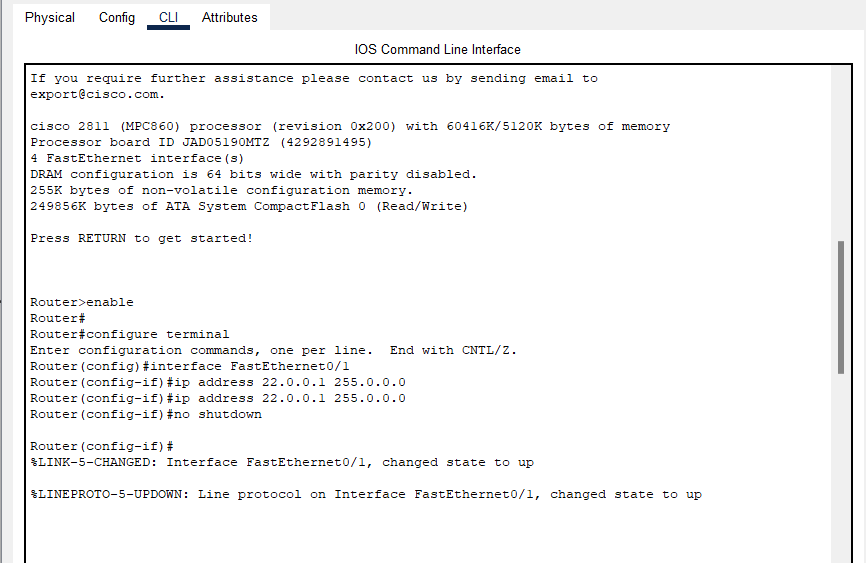 Physical Config CLI Attributes
IOS Command Line Interface
If you require further assistance please contact us by sending email to
export@cisco.com.
cisco 2811 (MPC860) processor (revision 0x200) with 60416K/5120K bytes of memory
Processor board ID JAD05190MTZ (4292891495)
4 FastEthernet interface(s)
DRAM configuration is 64 bits wide with parity disabled.
255K bytes of non-volatile configuration memory.
249856K bytes of ATA System CompactFlash 0 (Read/Write)
Press RETURN to get started!
Router>enable
Router#
Router#configure terminal
Enter configuration commands, one per line.  End with CNTL/Z.
Router(config)#interface FastEthernet0/1
Router(config-if)#ip address 22.0.0.1 255.0.0.0
Router(config-if)#ip address 22.0.0.1 255.0.0.0
Router(config-if)#no shutdown
Router(config-if)#
%LINK-5-CHANGED: Interface FastEthernet0/1, changed state to up
%LINEPROTO-5-UPDOWN: Line protocol on Interface FastEthernet0/1, changed state to up